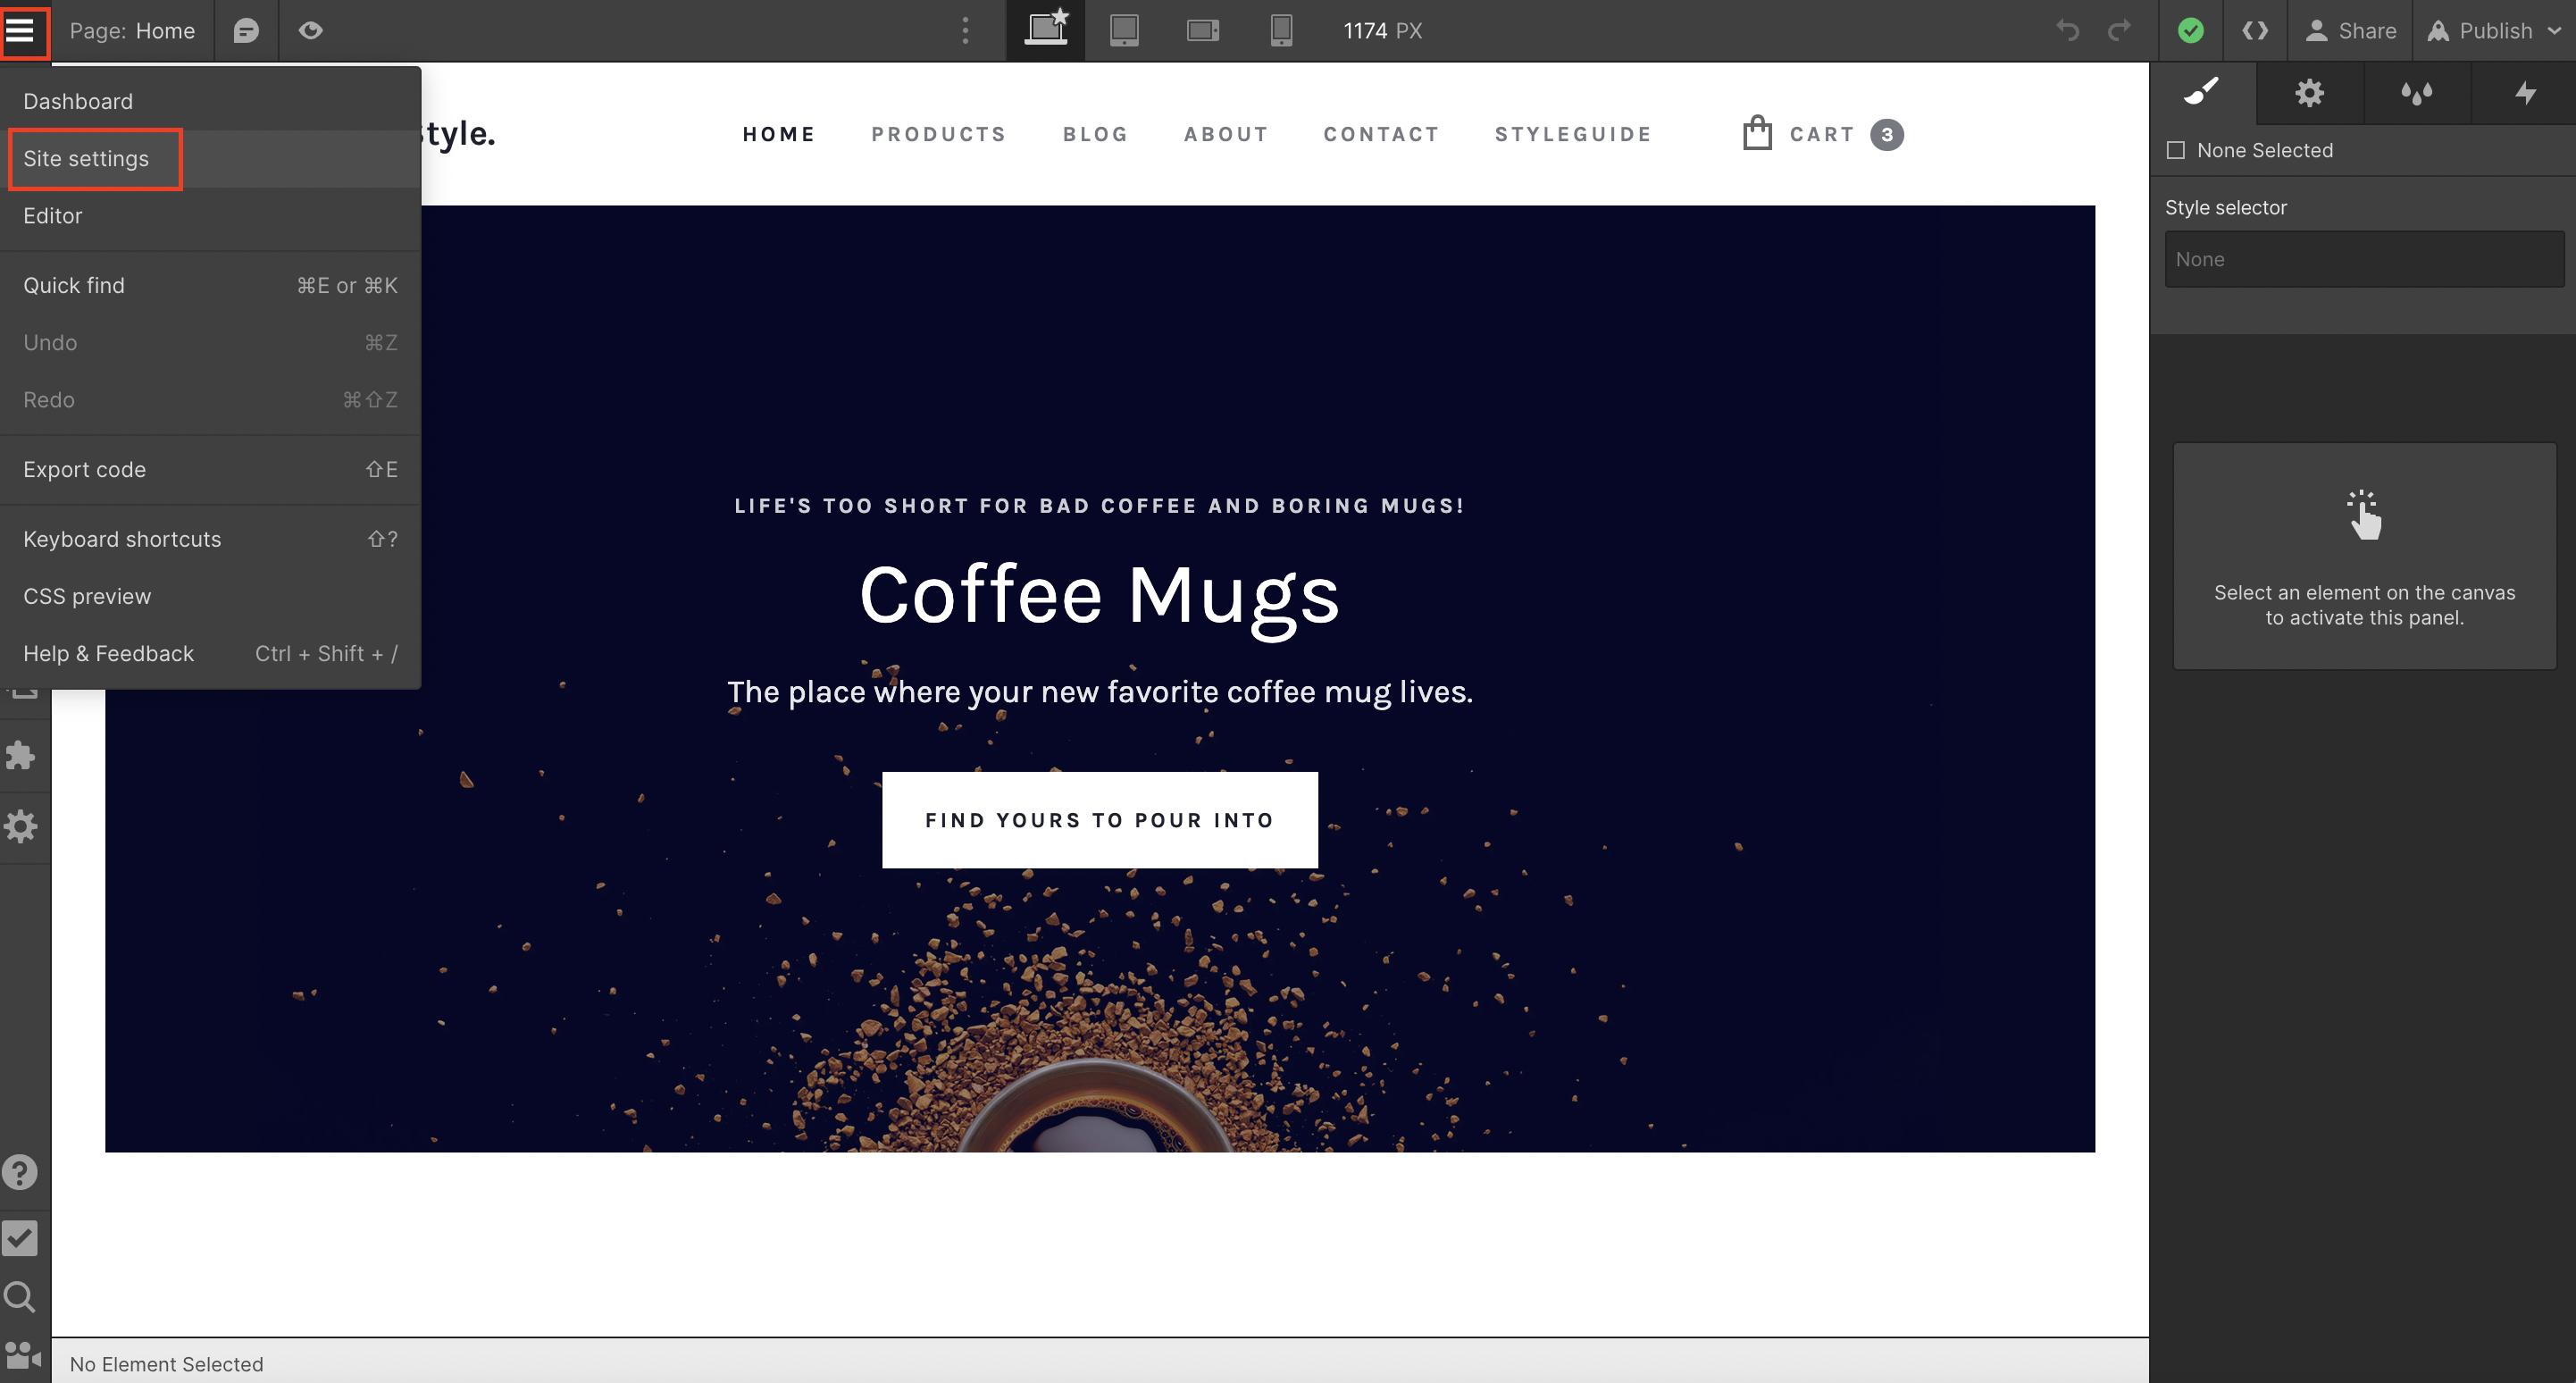 Page: Home
1174 PX
Share
Publish
Dashboard
Site settings
Editor
Quick find ⌘E or ⌘K
Undo ⌘Z
Redo ⌘⇧Z
Export code ⇧E
Keyboard shortcuts ⇧?
CSS preview
Help & Feedback Ctrl + Shift + /
Style.
HOME PRODUCTS BLOG ABOUT CONTACT STYLEGUIDE CART 3
LIFE'S TOO SHORT FOR BAD COFFEE AND BORING MUGS!
Coffee Mugs
The place where your new favorite coffee mug lives.
FIND YOURS TO POUR INTO
None Selected
Style selector
None
Select an element on the canvas
to activate this panel.
No Element Selected